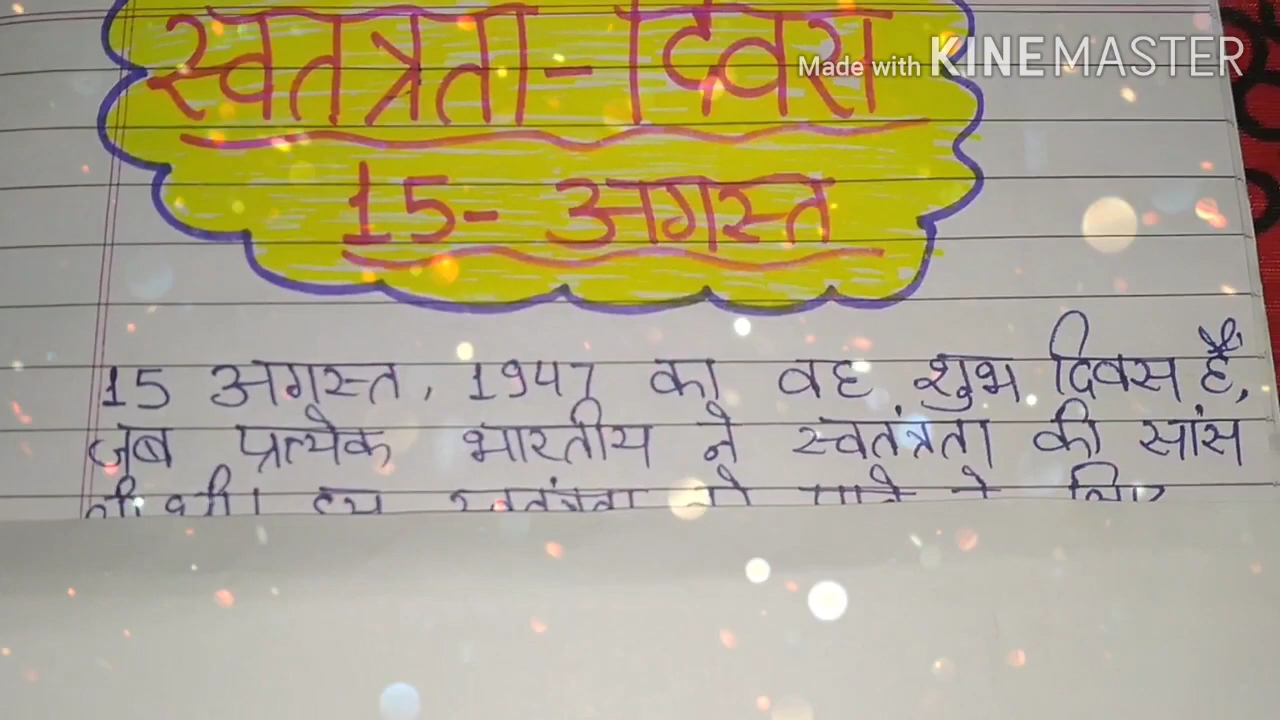 स्वतंत्रता-दिवस
Made with KINEMASTER
15- अगस्त
15 अगस्त, 1947 का वह शुभ दिवस है,
जब प्रत्येक भारतीय ने स्वतंत्रता की सांस